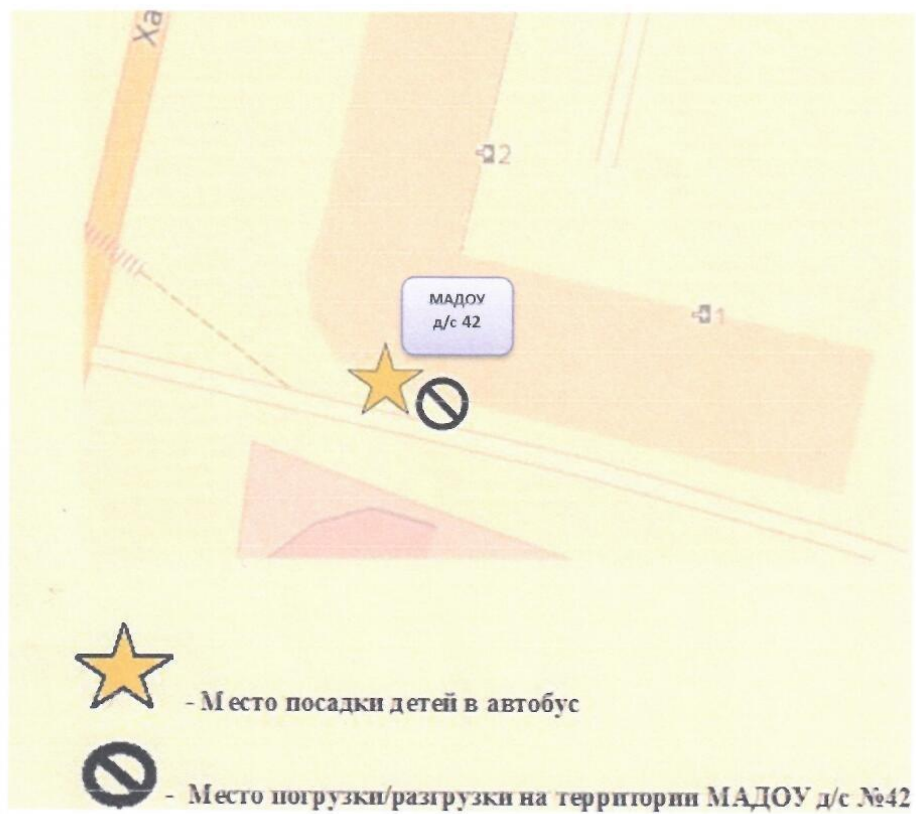 Ха
2
МАДОУ
д/с 42
1
- Место посадки детей в автобус
- Место погрузки/разгрузки на территории МАДОУ д/с №42